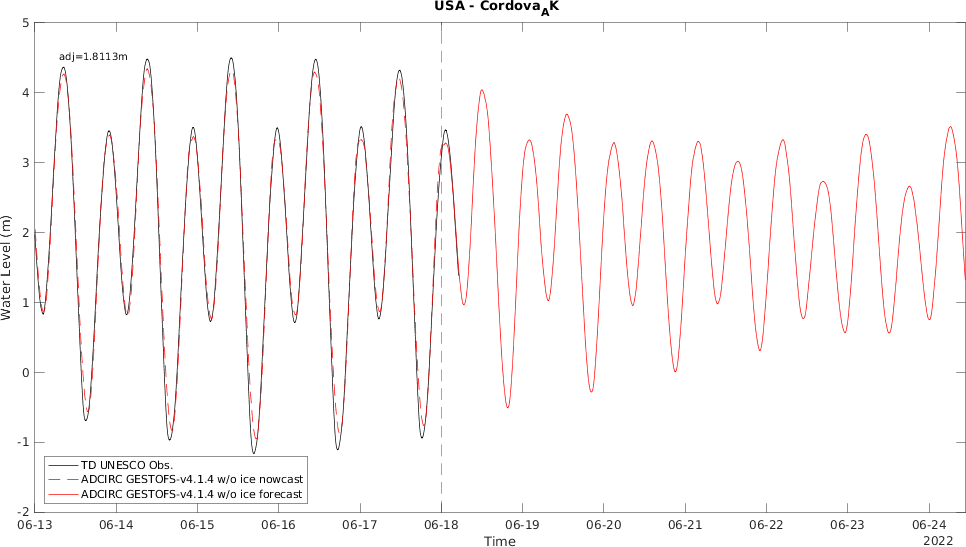 USA - Cordova_AK
adj=1.8113m
5
4
3
2
1
0
-1
-2
Water Level (m)
TD UNESCO Obs.
ADCIRC GESTOFS-v4.1.4 w/o ice nowcast
ADCIRC GESTOFS-v4.1.4 w/o ice forecast
06-13 06-14 06-15 06-16 06-17 06-18 06-19 06-20 06-21 06-22 06-23 06-24
Time
2022